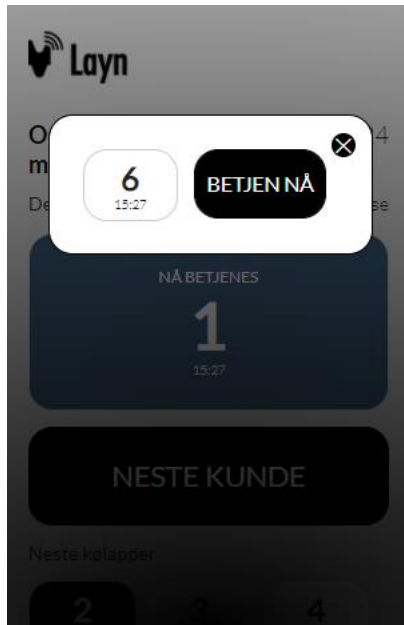 Layn
6
15:27
BETJEN NÅ
NÅ BETJENES
1
15:27
NESTE KUNDE
Neste kølapper
2 3 4